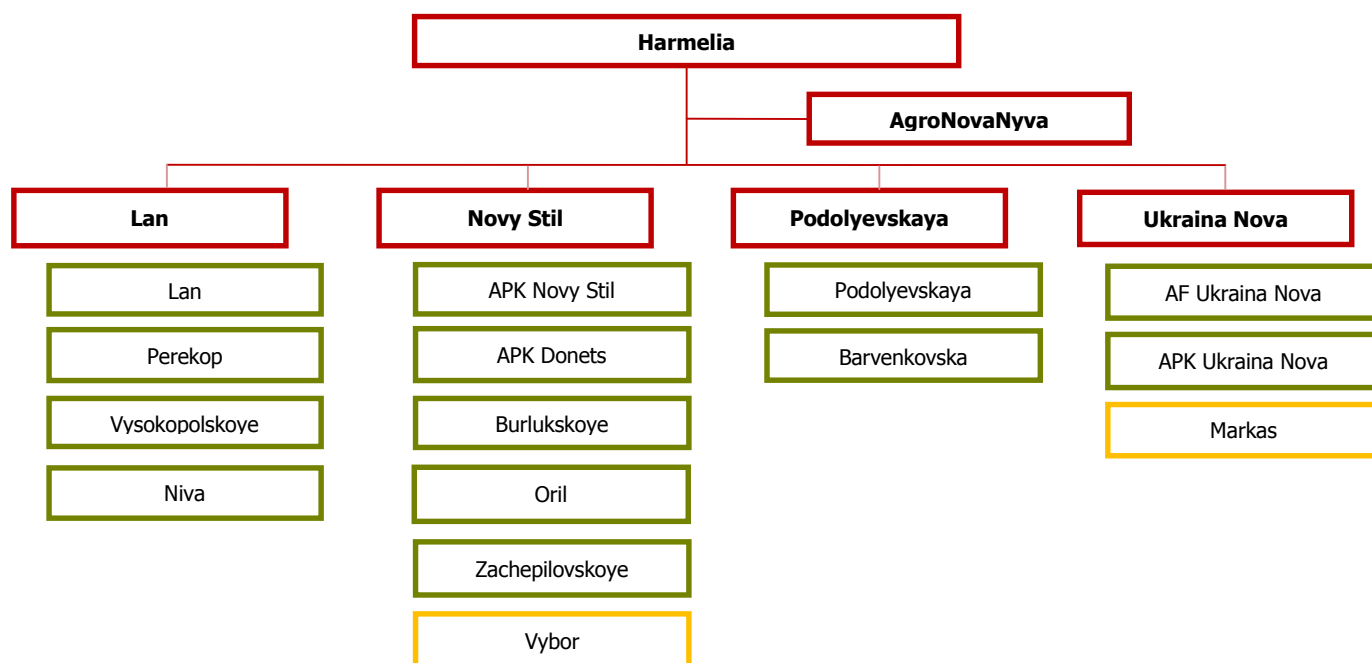 Harmelia
AgroNovaNyva
Lan
Novy Stil
Podolyevskaya
Ukraina Nova
Lan
Perekop
Vysokopolskoye
Niva
APK Novy Stil
APK Donets
Burlukskoye
Oril
Zachepilovskoye
Vybor
Podolyevskaya
Barvenkovska
AF Ukraina Nova
APK Ukraina Nova
Markas